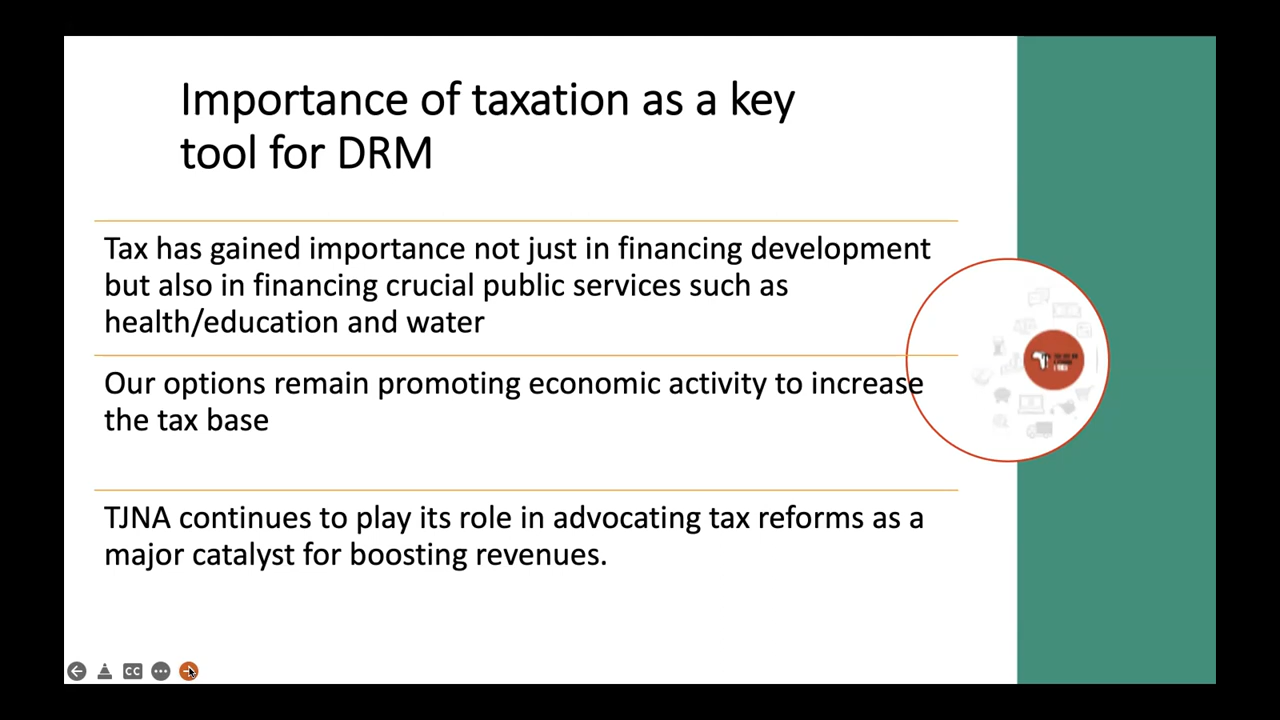 Importance of taxation as a key
tool for DRM
Tax has gained importance not just in financing development
but also in financing crucial public services such as
health/education and water
Our options remain promoting economic activity to increase
the tax base
TJNA continues to play its role in advocating tax reforms as a
major catalyst for boosting revenues.
CC